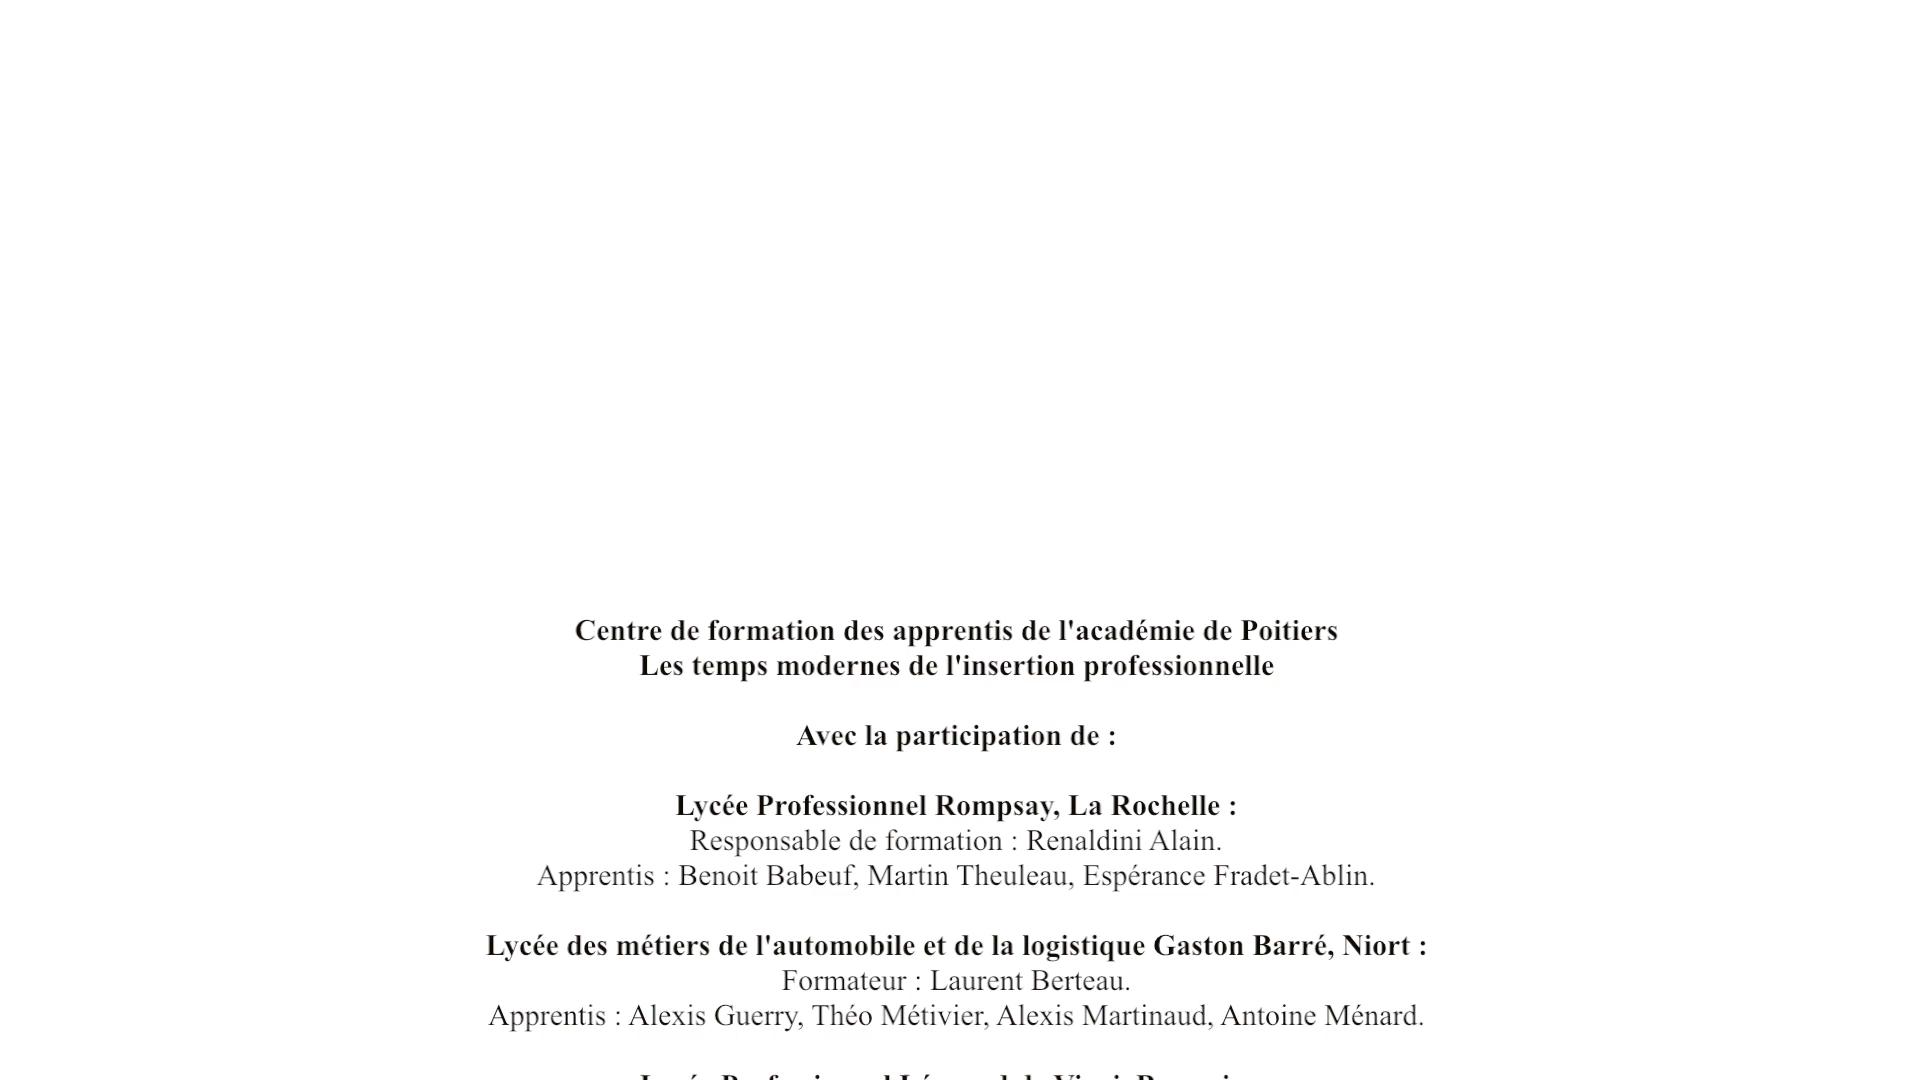 Centre de formation des apprentis de l'académie de Poitiers
Les temps modernes de l'insertion professionnelle
Avec la participation de :
Lycée Professionnel Rompsay, La Rochelle :
Responsable de formation : Renaldini Alain.
Apprentis : Benoit Babeuf, Martin Theuleau, Espérance Fradet-Ablin.
Lycée des métiers de l'automobile et de la logistique Gaston Barré, Niort :
Formateur : Laurent Berteau.
Apprentis : Alexis Guerry, Théo Métivier, Alexis Martinaud, Antoine Ménard.